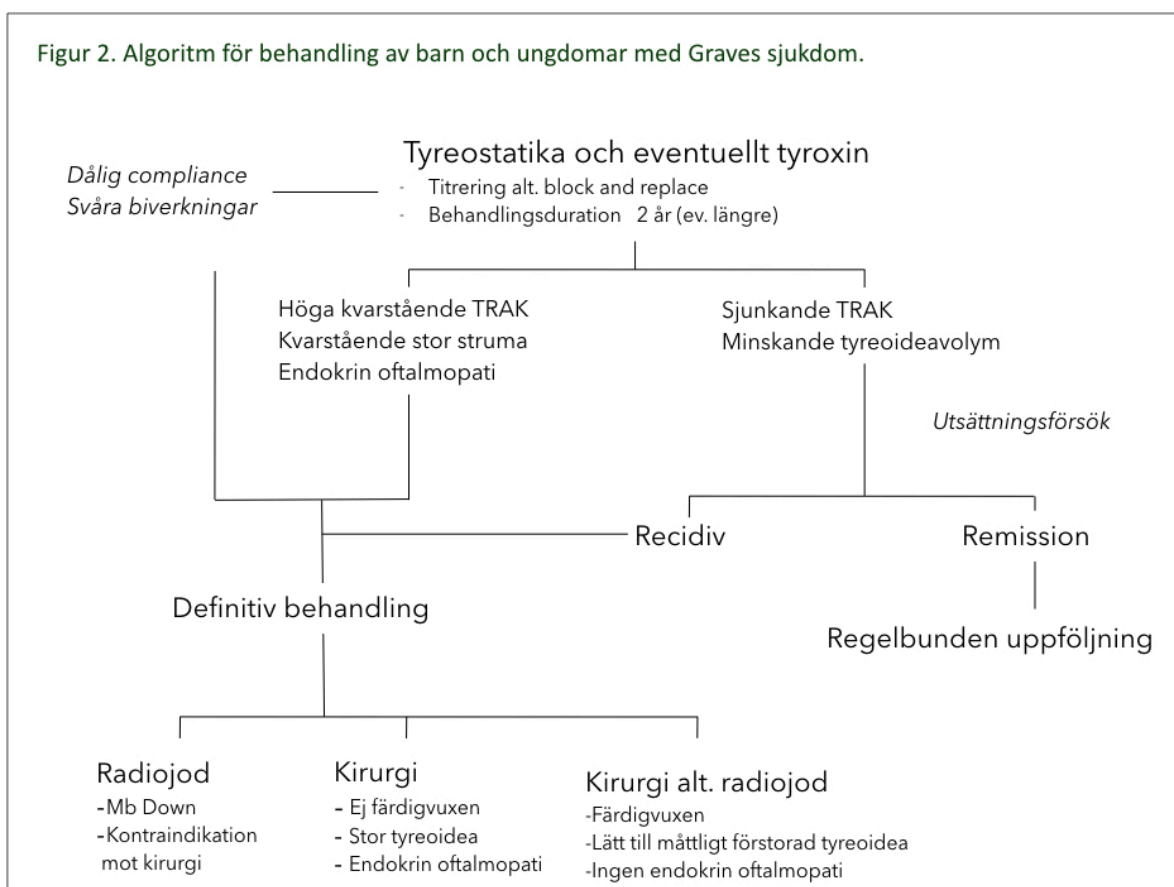 Figur 2. Algoritm för behandling av barn och ungdomar med Graves sjukdom.
Tyreostatika och eventuellt tyroxin
- Titrering alt. block and replace
- Behandlingsduration 2 år (ev. längre)
Dålig compliance
Svåra biverkningar
Höga kvarstående TRAK
Kvarstående stor struma
Endokrin oftalmopati
Sjunkande TRAK
Minskande tyreoideavolym
Utsättningsförsök
Recidiv
Remission
Definitiv behandling
Regelbunden uppföljning
Radiojod
-Mb Down
-Kontraindikation
mot kirurgi
Kirurgi
- Ej färdigvuxen
- Stor tyreoidea
- Endokrin oftalmopati
Kirurgi alt. radiojod
-Färdigvuxen
-Lätt till måttligt förstorad tyreoidea
-Ingen endokrin oftalmopati